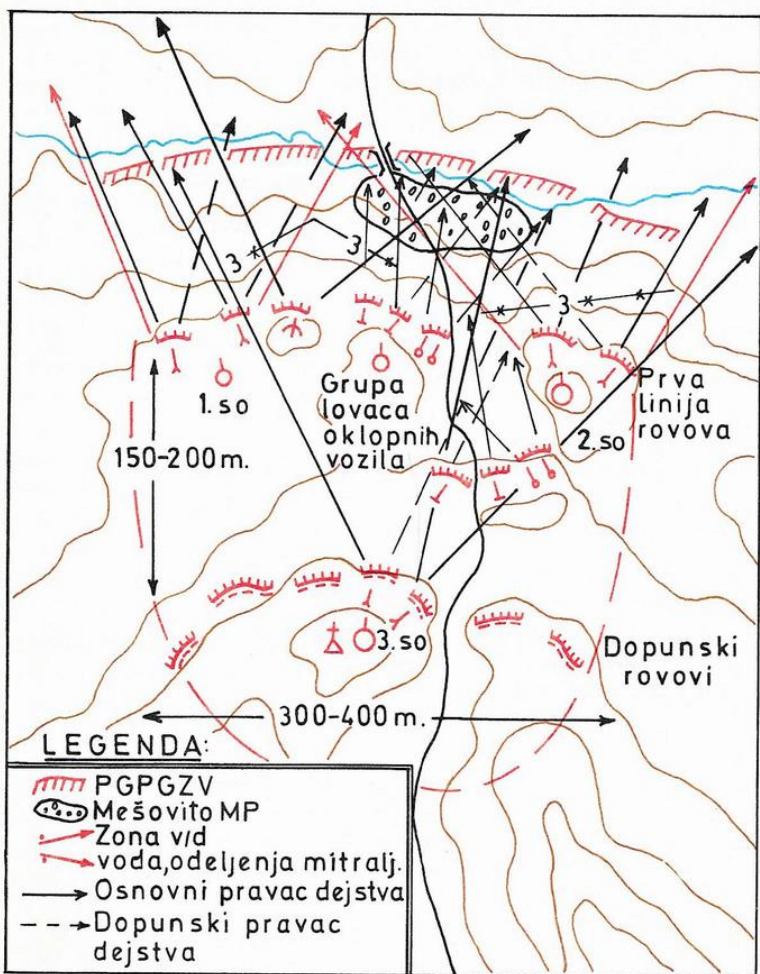 3
3
3
1.so
Grupa
lovaca
oklopnih
vozila
Prva
linija
rovova
2.so
150-200m.
3.so
Dopunski
rovovi
300-400m.
LEGENDA:
PGPGZV
Mešovito MP
Zona v/d
voda,odeljenja mitralj.
Osnovni pravac dejstva
Dopunski pravac
dejstva